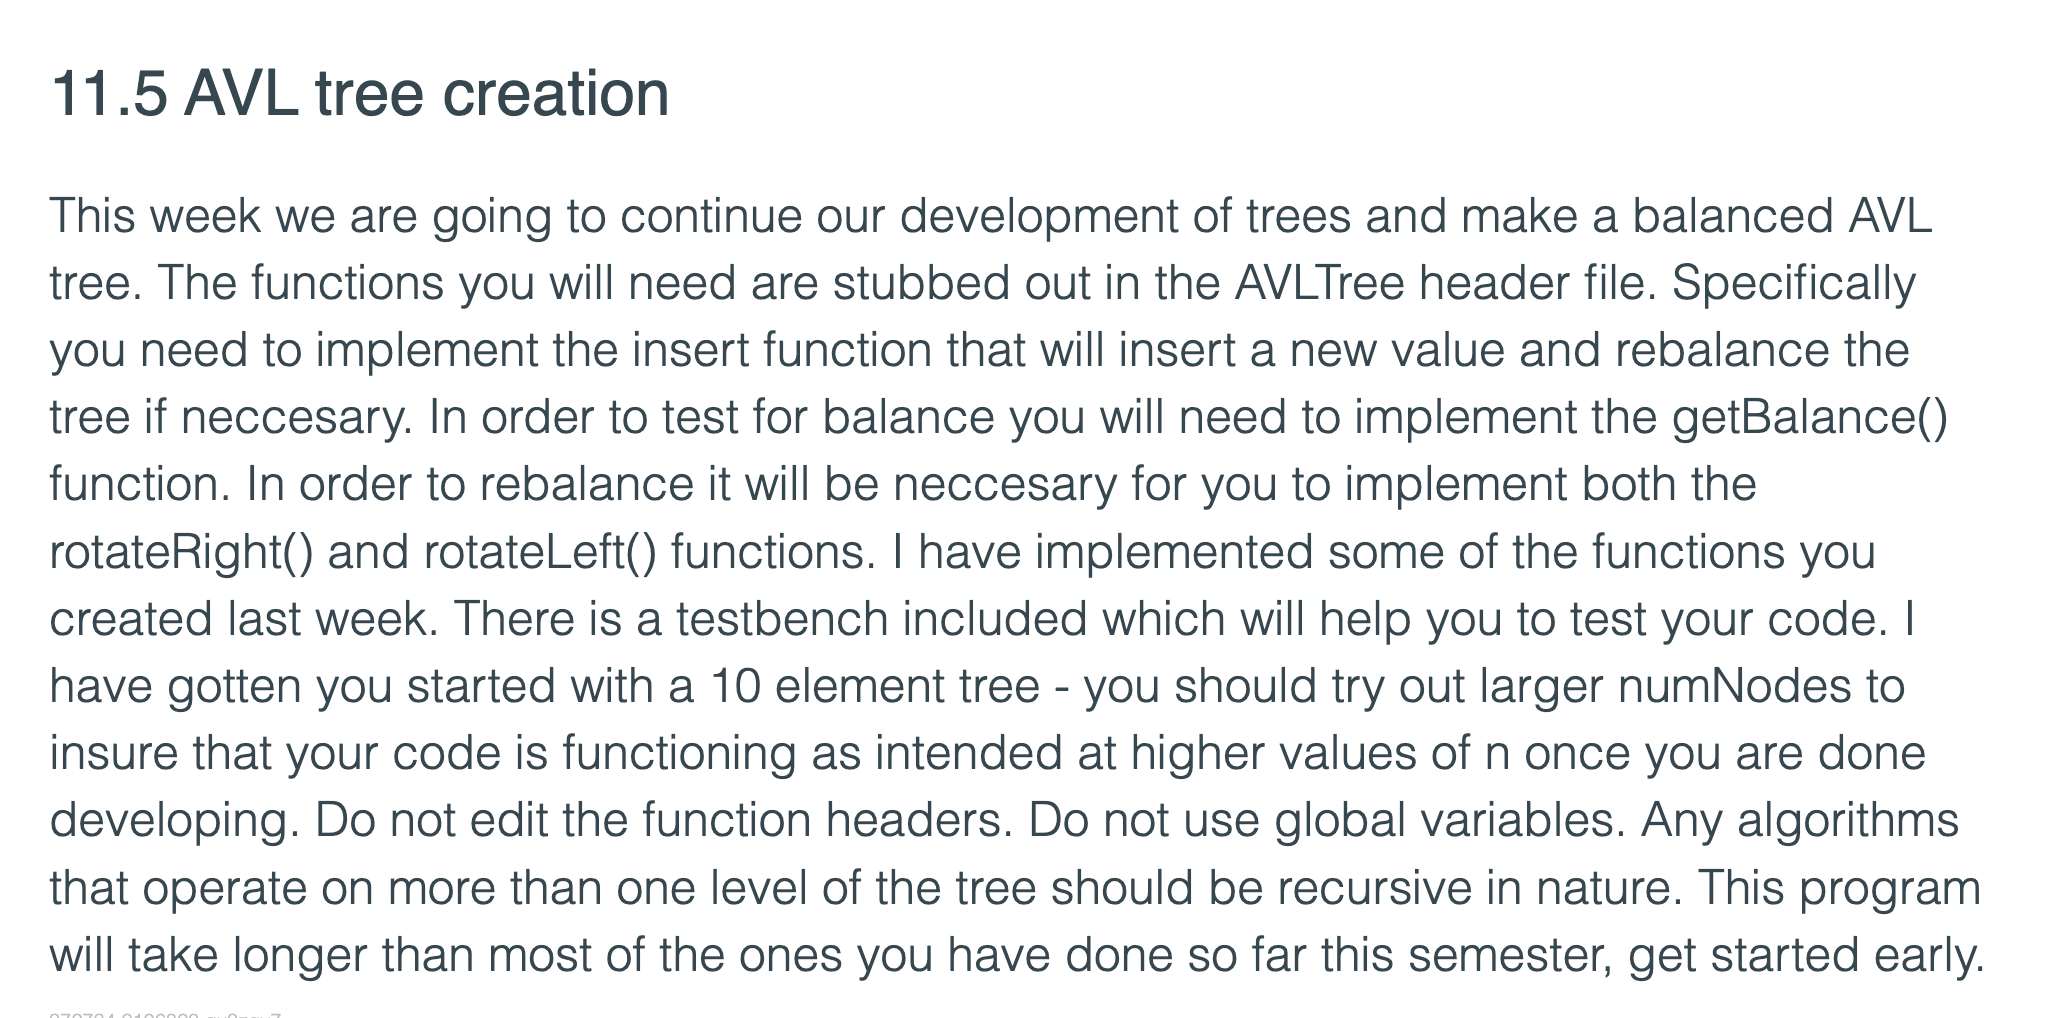 11.5 AVL tree creation
This week we are going to continue our development of trees and make a balanced AVL
tree. The functions you will need are stubbed out in the AVLTree header file. Specifically
you need to implement the insert function that will insert a new value and rebalance the
tree if neccesary. In order to test for balance you will need to implement the getBalance()
function. In order to rebalance it will be neccesary for you to implement both the
rotateRight() and rotateLeft() functions. I have implemented some of the functions you
created last week. There is a testbench included which will help you to test your code. I
have gotten you started with a 10 element tree - you should try out larger numNodes to
insure that your code is functioning as intended at higher values of n once you are done
developing. Do not edit the function headers. Do not use global variables. Any algorithms
that operate on more than one level of the tree should be recursive in nature. This program
will take longer than most of the ones you have done so far this semester, get started early.